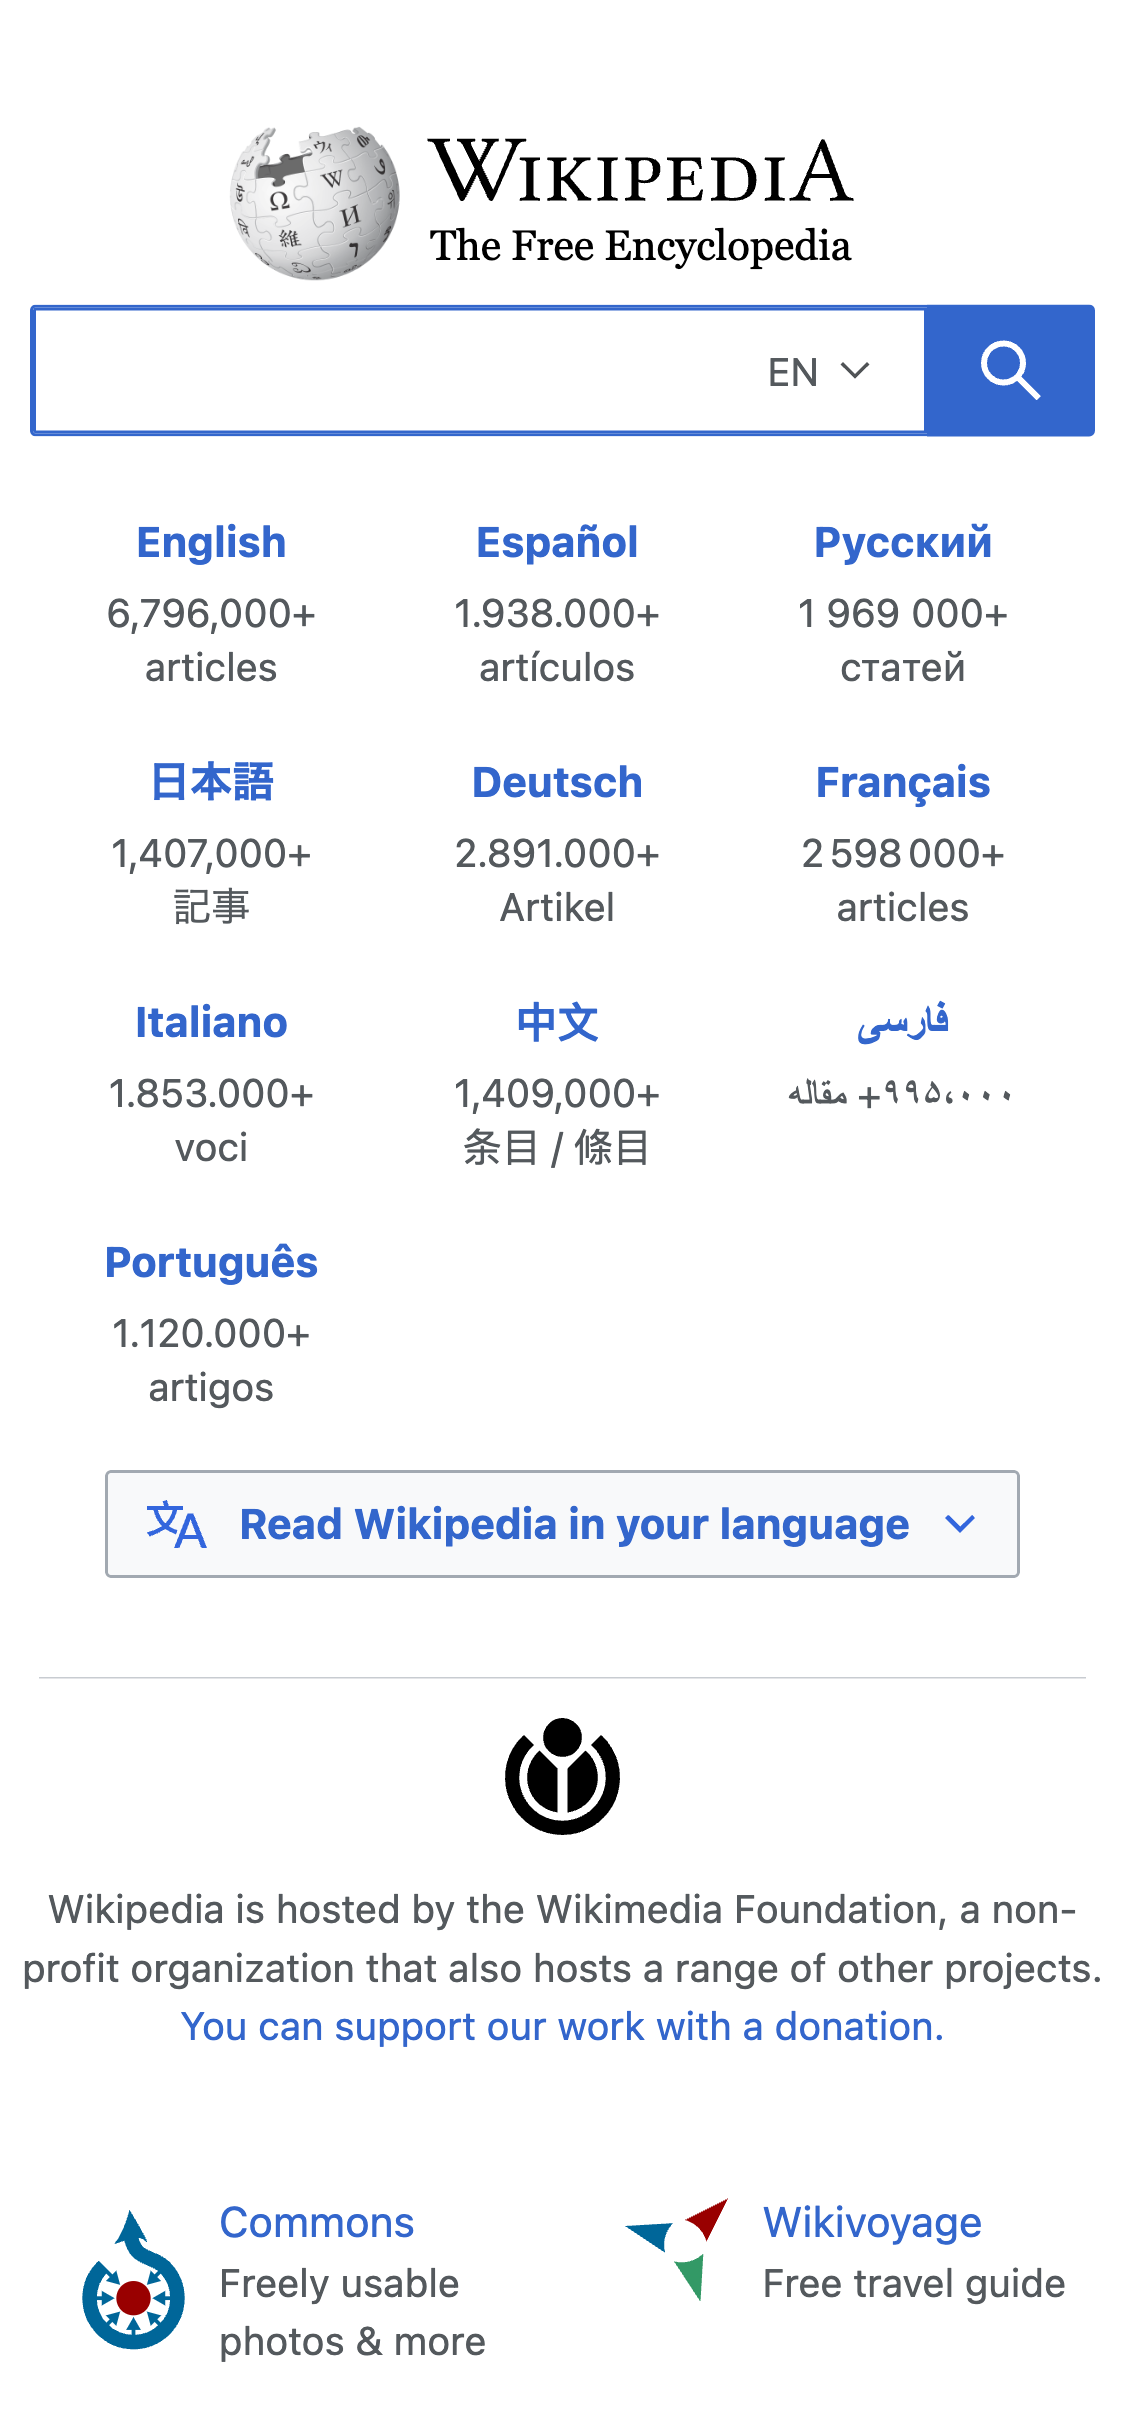 WIKIPEDIA
The Free Encyclopedia
EN
English
6,796,000+
articles
Español
1.938.000+
artículos
Русский
1 969 000+
статей
日本語
1,407,000+
記事
Deutsch
2.891.000+
Artikel
Français
2 598 000+
articles
Italiano
1.853.000+
voci
中文
1,409,000+
条目 / 條目
فارسی
۹۹۵٬۰۰۰+ مقاله
Português
1.120.000+
artigos
Read Wikipedia in your language
Wikipedia is hosted by the Wikimedia Foundation, a non-
profit organization that also hosts a range of other projects.
You can support our work with a donation.
Commons
Freely usable
photos & more
Wikivoyage
Free travel guide